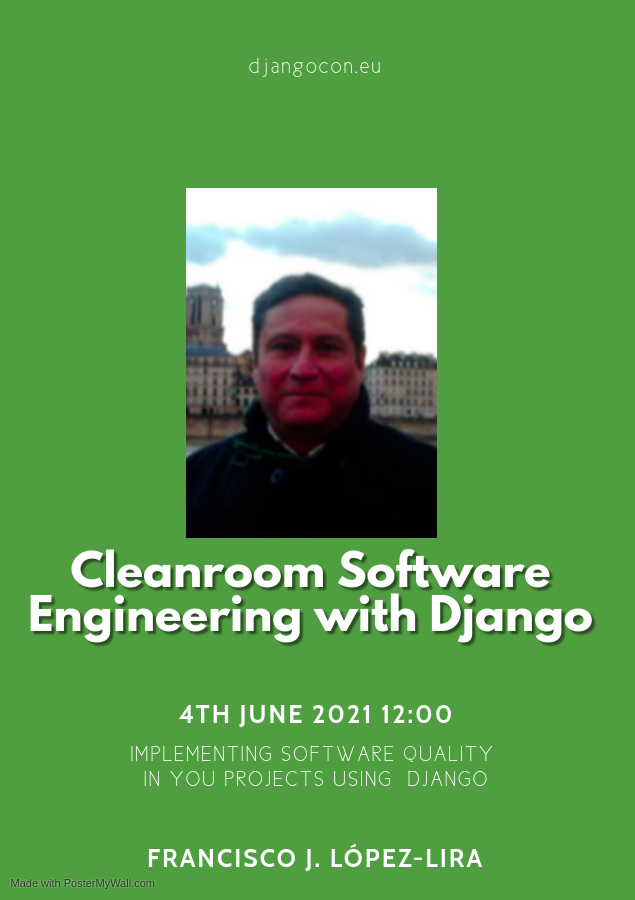 djangocon.eu
Cleanroom Software
Engineering with Django
4TH JUNE 2021 12:00
IMPLEMENTING SOFTWARE QUALITY
IN YOU PROJECTS USING DJANGO
FRANCISCO J. LÓPEZ-LIRA
Made with PosterMyWall.com